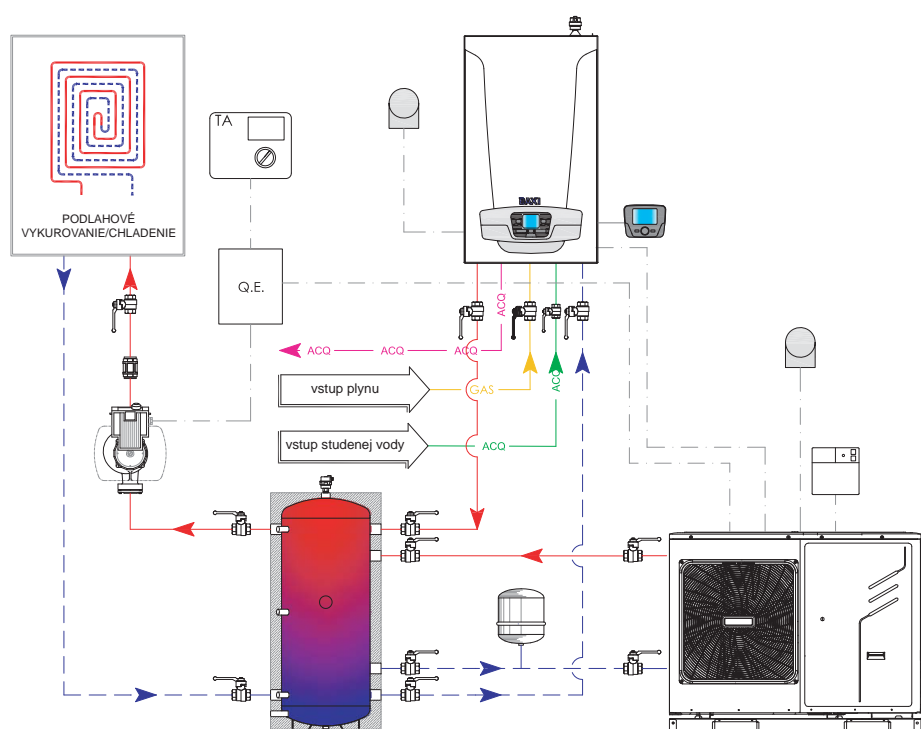 PODLAHOVÉ
VYKUROVANIE/CHLADENIE
TA
BAXI
Q.E.
ACQ ACQ ACQ
ACQ
vstup plynu
GAS
ACQ
vstup studenej vody
ACQ